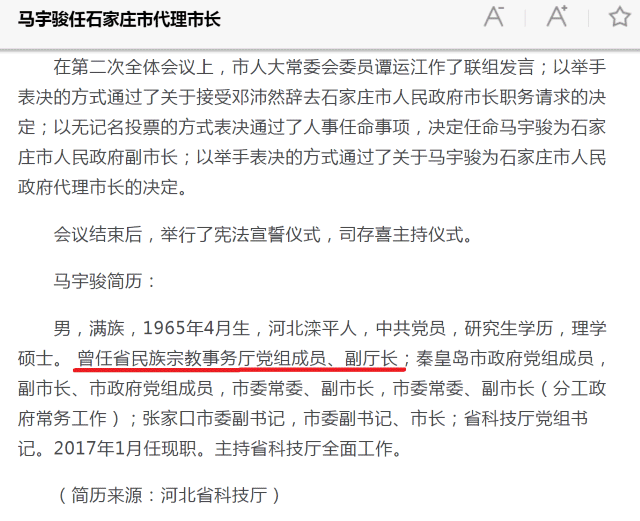 马宇骏任石家庄市代理市长
A-
A+
在第二次全体会议上，市人大常委会委员谭运江作了联组发言；以举手
表决的方式通过了关于接受邓沛然辞去石家庄市人民政府市长职务请求的决
定；以无记名投票的方式表决通过了人事任命事项，决定任命马宇骏为石家
庄市人民政府副市长；以举手表决的方式通过了关于马宇骏为石家庄市人民
政府代理市长的决定。
会议结束后，举行了宪法宣誓仪式，司存喜主持仪式。
马宇骏简历：
男，满族，1965年4月生，河北滦平人，中共党员，研究生学历，理学
硕士。 曾任省民族宗教事务厅党组成员、副厅长；秦皇岛市政府党组成员，
副市长、市政府党组成员，市委常委、副市长，市委常委、副市长（分工政
府常务工作）；张家口市委副书记，市委副书记、市长；省科技厅党组书
记。2017年1月任现职。主持省科技厅全面工作。
（简历来源：河北省科技厅）